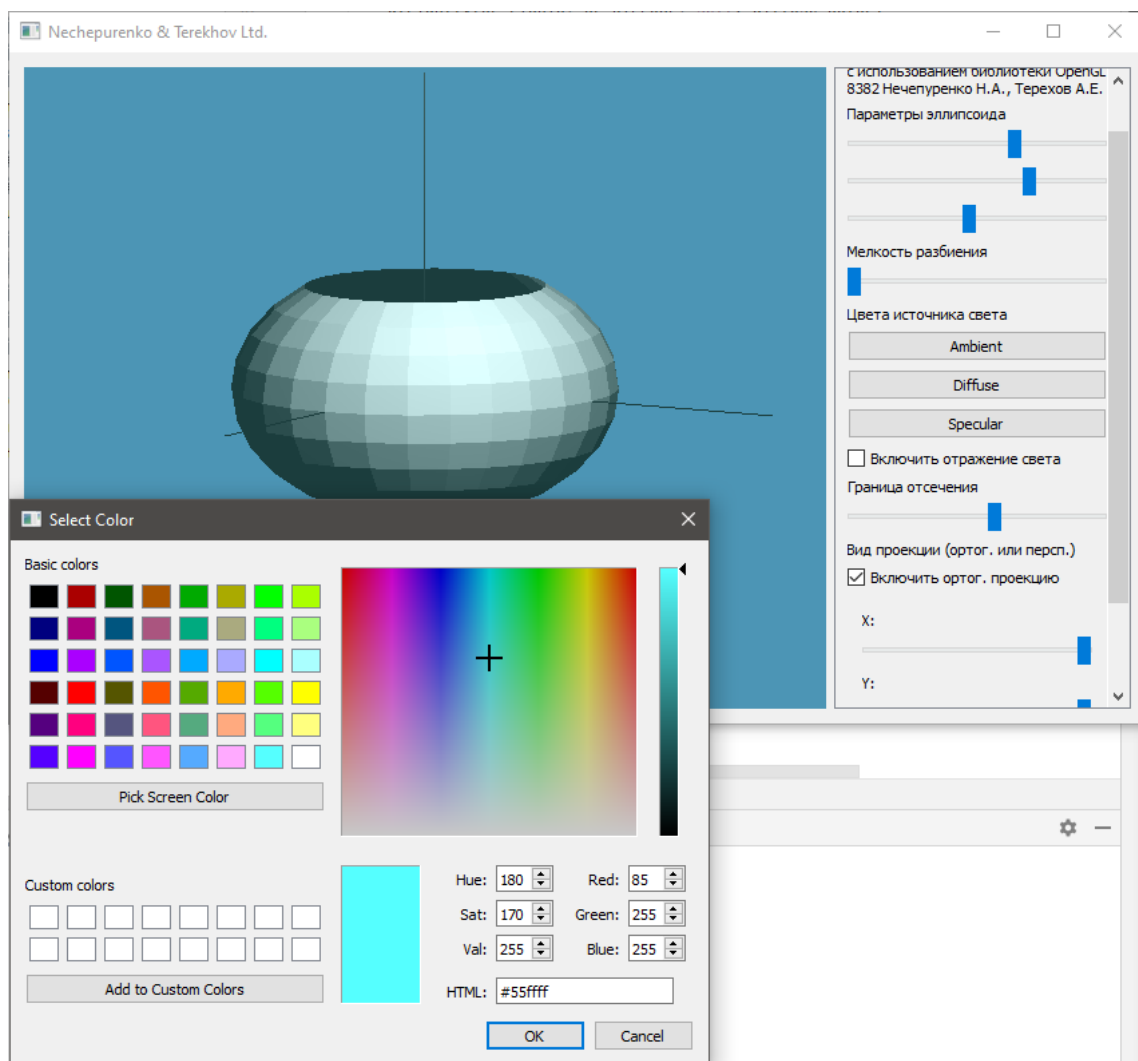 Nechepurenko & Terekhov Ltd.
с использованием библиотеки OpenGL
8382 Нечепуренко Н.А., Терехов А.Е.
Параметры эллипсоида
Мелкость разбиения
Цвета источника света
Ambient
Diffuse
Specular
Включить отражение света
Граница отсечения
Вид проекции (ортог. или персп.)
Включить ортог. проекцию
X:
Y:
Select Color
Basic colors
Pick Screen Color
Custom colors
Add to Custom Colors
Hue: 180 Red: 85
Sat: 170 Green: 255
Val: 255 Blue: 255
HTML: #55ffff
OK Cancel